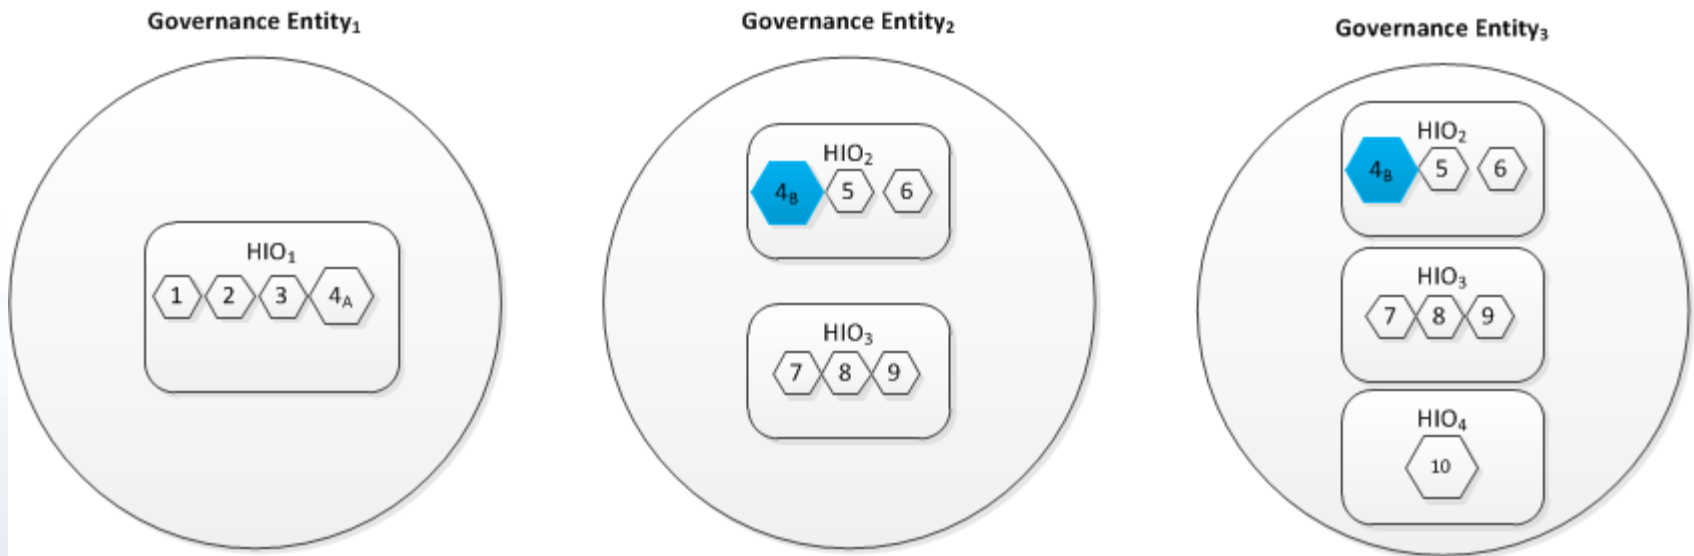 Governance Entity₁
HIO₁
1 2 3 4A
Governance Entity₂
HIO₂
4B 5 6
HIO₃
7 8 9
Governance Entity₃
HIO₂
4B 5 6
HIO₃
7 8 9
HIO₄
10